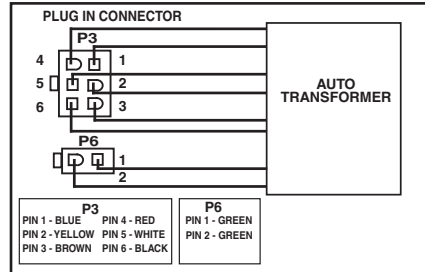 PLUG IN CONNECTOR
P3
4 1
5 2
6 3
AUTO
TRANSFORMER
P6
1
2
P3
PIN 1 - BLUE PIN 4 - RED
PIN 2 - YELLOW PIN 5 - WHITE
PIN 3 - BROWN PIN 6 - BLACK
P6
PIN 1 - GREEN
PIN 2 - GREEN